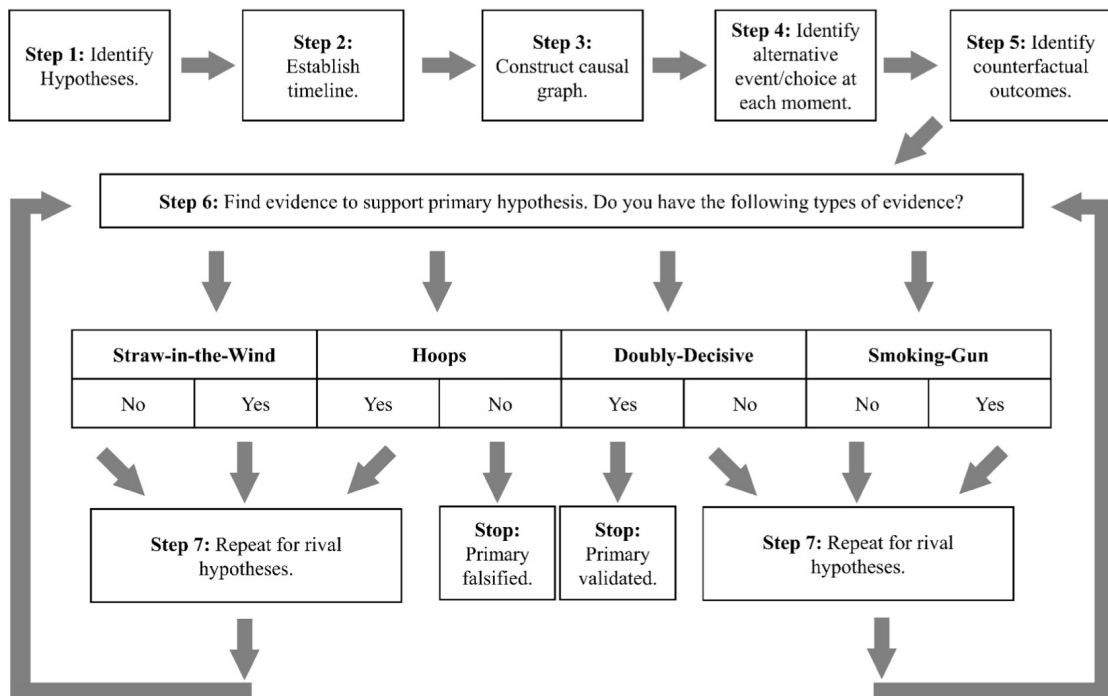 Step 1: Identify
Hypotheses.
Step 2:
Establish
timeline.
Step 3:
Construct causal
graph.
Step 4: Identify
alternative
event/choice at
each moment.
Step 5: Identify
counterfactual
outcomes.
Step 6: Find evidence to support primary hypothesis. Do you have the following types of evidence?
Straw-in-the-Wind
Hoops
Doubly-Decisive
Smoking-Gun
No
Yes
Yes
No
Yes
No
No
Yes
Step 7: Repeat for rival
hypotheses.
Stop:
Primary
falsified.
Stop:
Primary
validated.
Step 7: Repeat for rival
hypotheses.